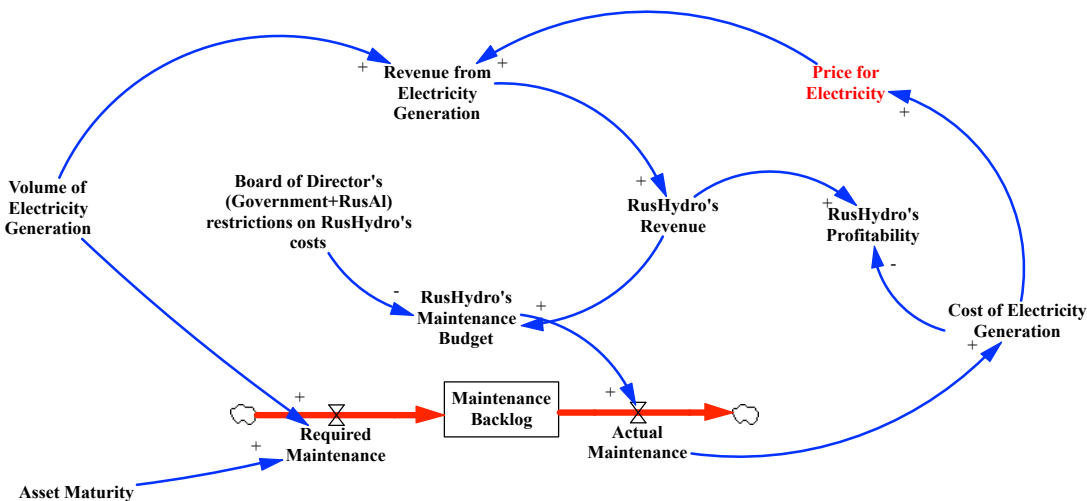 +
+
Revenue from
Electricity
Generation
Price for
Electricity
+
Volume of
Electricity
Generation
Board of Director's
(Government+RusAl)
restrictions on RusHydro's
costs
+
RusHydro's
Revenue
+
RusHydro's
Profitability
-
-
RusHydro's
Maintenance
Budget
+
Cost of Electricity
Generation
+
+
Maintenance
Backlog
+
Required
Maintenance
+
Actual
Maintenance
Asset Maturity